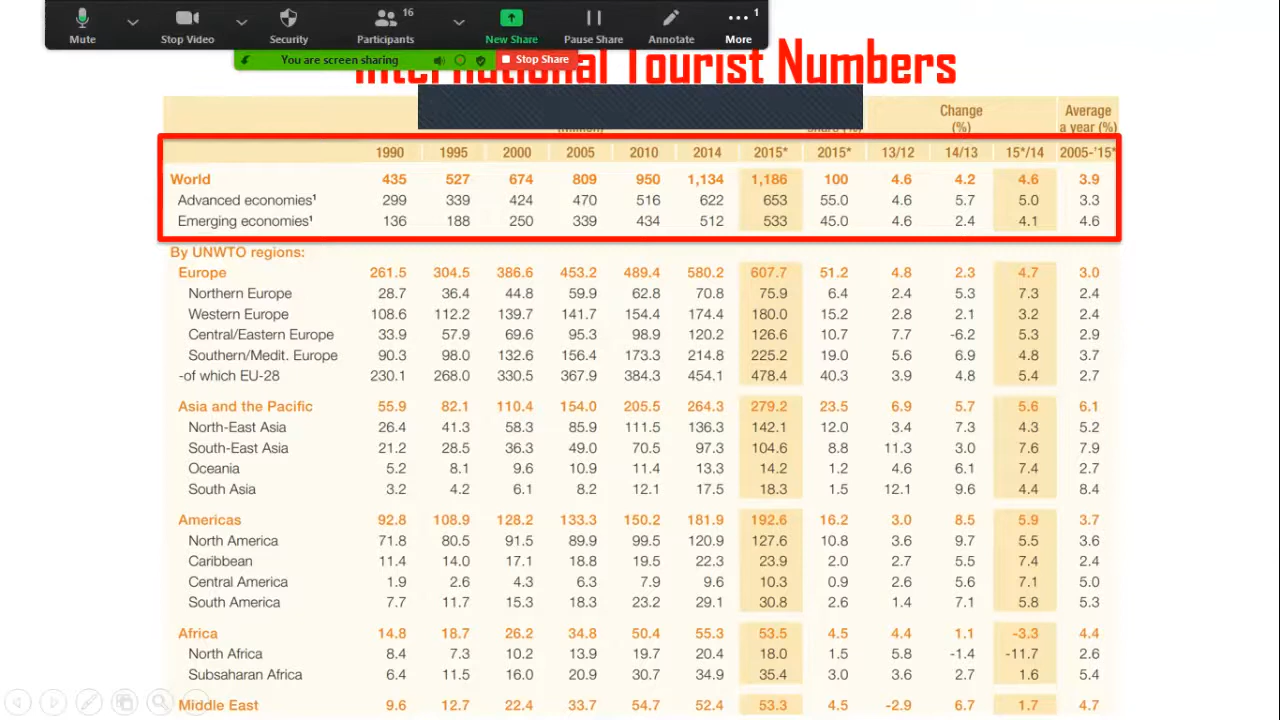 16
1
Mute Stop Video Security Participants New Share Pause Share Annotate More
You are screen sharing Stop Share
International Tourist Numbers
Change Average
(%) a year (%)
1990 1995 2000 2005 2010 2014 2015* 2015* 13/12 14/13 15*/14 2005-'15*
World 435 527 674 809 950 1,134 1,186 100 4.6 4.2 4.6 3.9
Advanced economies¹ 299 339 424 470 516 622 653 55.0 4.6 5.7 5.0 3.3
Emerging economies¹ 136 188 250 339 434 512 533 45.0 4.6 2.4 4.1 4.6
By UNWTO regions:
Europe 261.5 304.5 386.6 453.2 489.4 580.2 607.7 51.2 4.8 2.3 4.7 3.0
Northern Europe 28.7 36.4 44.8 59.9 62.8 70.8 75.9 6.4 2.4 5.3 7.3 2.4
Western Europe 108.6 112.2 139.7 141.7 154.4 174.4 180.0 15.2 2.8 2.1 3.2 2.4
Central/Eastern Europe 33.9 57.9 69.6 95.3 98.9 120.2 126.6 10.7 7.7 -6.2 5.3 2.9
Southern/Medit. Europe 90.3 98.0 132.6 156.4 173.3 214.8 225.2 19.0 5.6 6.9 4.8 3.7
-of which EU-28 230.1 268.0 330.5 367.9 384.3 454.1 478.4 40.3 3.9 4.8 5.4 2.7
Asia and the Pacific 55.9 82.1 110.4 154.0 205.5 264.3 279.2 23.5 6.9 5.7 5.6 6.1
North-East Asia 26.4 41.3 58.3 85.9 111.5 136.3 142.1 12.0 3.4 7.3 4.3 5.2
South-East Asia 21.2 28.5 36.3 49.0 70.5 97.3 104.6 8.8 11.3 3.0 7.6 7.9
Oceania 5.2 8.1 9.6 10.9 11.4 13.3 14.2 1.2 4.6 6.1 7.4 2.7
South Asia 3.2 4.2 6.1 8.2 12.1 17.5 18.3 1.5 12.1 9.6 4.4 8.4
Americas 92.8 108.9 128.2 133.3 150.2 181.9 192.6 16.2 3.0 8.5 5.9 3.7
North America 71.8 80.5 91.5 89.9 99.5 120.9 127.6 10.8 3.6 9.7 5.5 3.6
Caribbean 11.4 14.0 17.1 18.8 19.5 22.3 23.9 2.0 2.7 5.5 7.4 2.4
Central America 1.9 2.6 4.3 6.3 7.9 9.6 10.3 0.9 2.6 5.6 7.1 5.0
South America 7.7 11.7 15.3 18.3 23.2 29.1 30.8 2.6 1.4 7.1 5.8 5.3
Africa 14.8 18.7 26.2 34.8 50.4 55.3 53.5 4.5 4.4 1.1 -3.3 4.4
North Africa 8.4 7.3 10.2 13.9 19.7 20.4 18.0 1.5 5.8 -1.4 -11.7 2.6
Subsaharan Africa 6.4 11.5 16.0 20.9 30.7 34.9 35.4 3.0 3.6 2.7 1.6 5.4
Middle East 9.6 12.7 22.4 33.7 54.7 52.4 53.3 4.5 -2.9 6.7 1.7 4.7